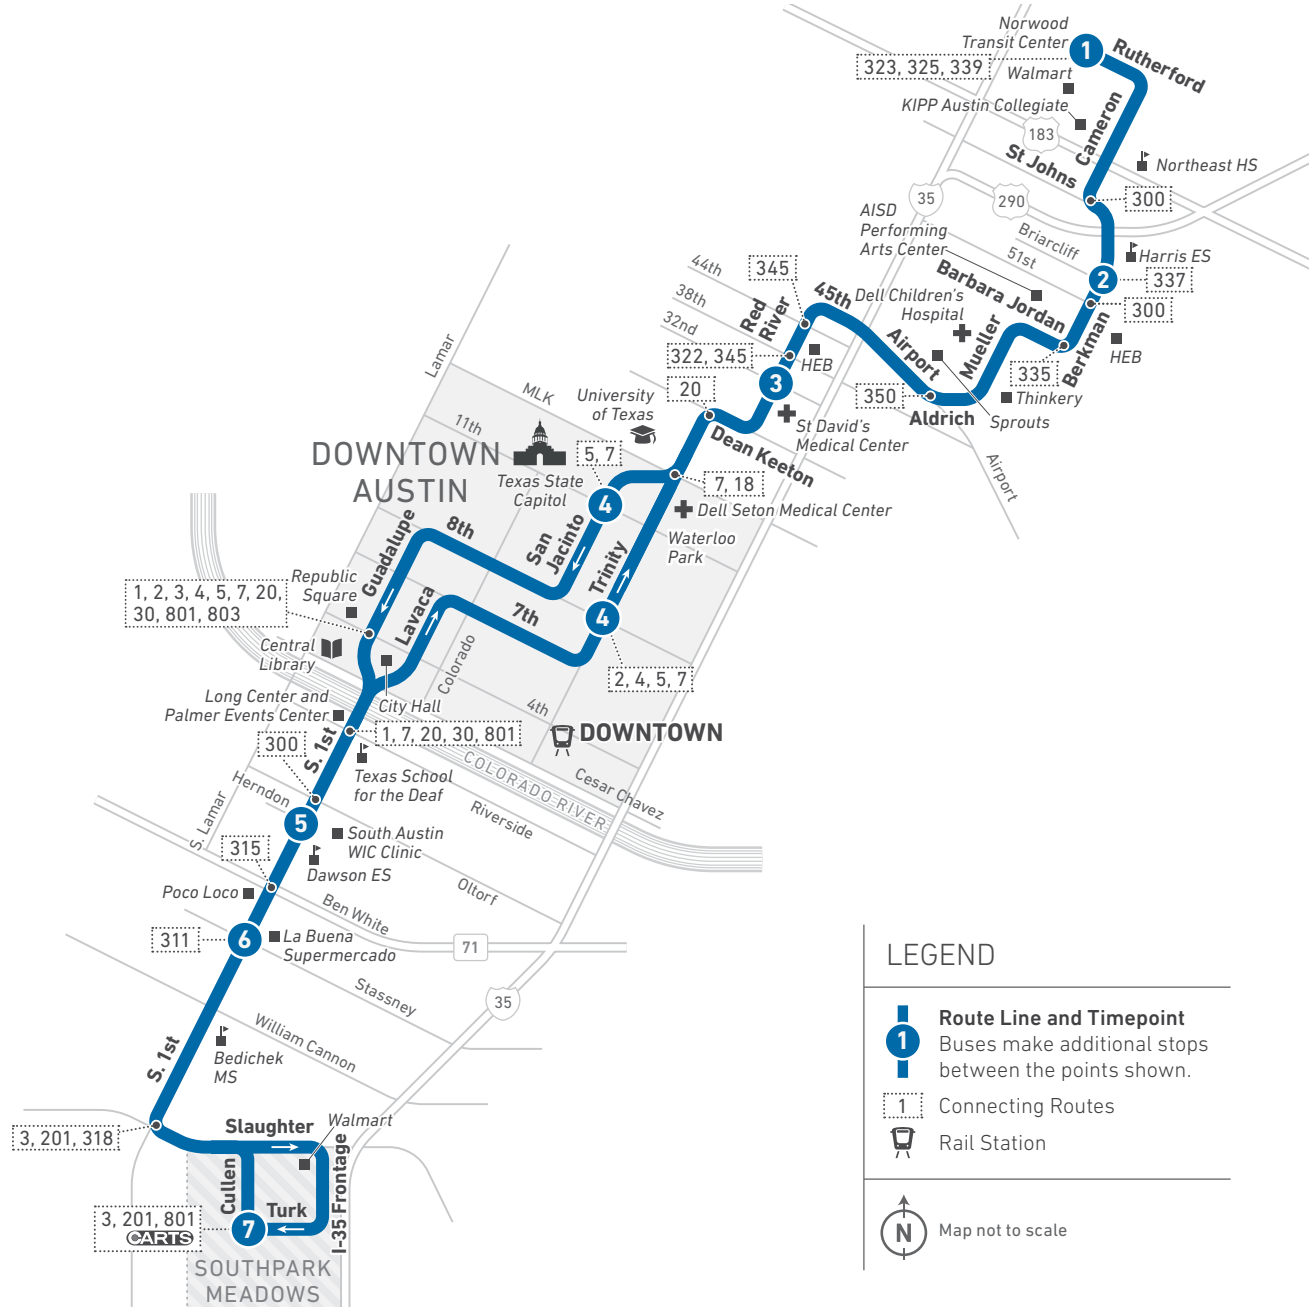 Norwood
Transit Center
1
Rutherford
323, 325, 339
Walmart
KIPP Austin Collegiate
183
Cameron
St Johns
Northeast HS
300
35
290
AISD
Performing
Arts Center
Briarcliff
51st
Harris ES
2
337
300
Barbara Jordan
Dell Children's
Hospital
Mueller
Berkman
HEB
335
Thinkery
44th
38th
32nd
345
Red
River
45th
Airport
322, 345
HEB
3
20
350
Aldrich
Sprouts
Airport
St David's
Medical Center
Dean Keeton
Lamar
MLK
11th
University
of Texas
DOWNTOWN
AUSTIN
Texas State
Capitol
5, 7
4
7, 18
Dell Seton Medical Center
Waterloo
Park
Guadalupe
8th
San
Jacinto
Trinity
Republic
Square
1, 2, 3, 4, 5, 7, 20,
30, 801, 803
Lavaca
7th
4
Central
Library
Colorado
2, 4, 5, 7
Long Center and
Palmer Events Center
City Hall
4th
DOWNTOWN
1, 7, 20, 30, 801
300
S. 1st
Texas School
for the Deaf
COLORADO RIVER
Cesar Chavez
Herndon
Riverside
S. Lamar
5
South Austin
WIC Clinic
315
Dawson ES
Poco Loco
Oltorf
Ben White
311
6
La Buena
Supermercado
71
Stassney
35
William Cannon
S. 1st
Bedichek
MS
3, 201, 318
Slaughter
Walmart
Cullen
Turk
I-35 Frontage
3, 201, 801
CARTS
7
SOUTHPARK
MEADOWS
LEGEND
1
Route Line and Timepoint
Buses make additional stops
between the points shown.
1
Connecting Routes
Rail Station
N
Map not to scale